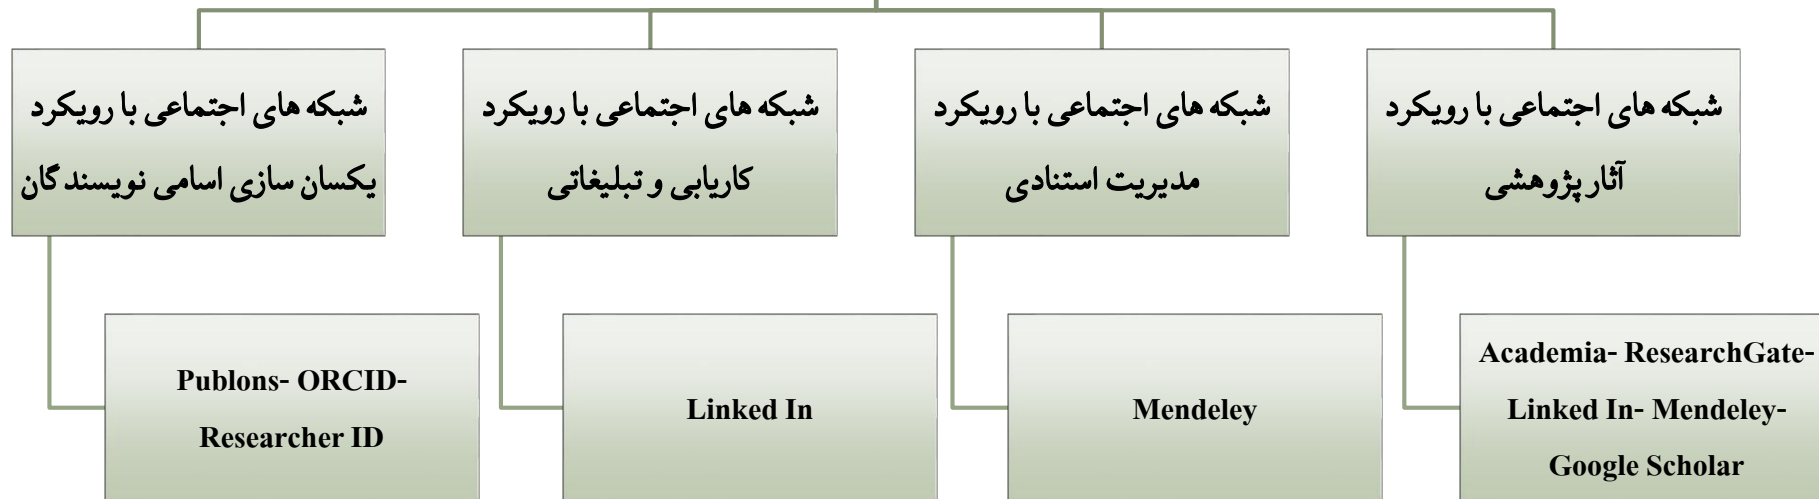 شبکه های اجتماعی با رویکرد
آثار پژوهشی
شبکه های اجتماعی با رویکرد
مدیریت استنادی
شبکه های اجتماعی با رویکرد
کاریابی و تبلیغاتی
شبکه های اجتماعی با رویکرد
یکسان سازی اسامی نویسند گان
Academia- ResearchGate-
Linked In- Mendeley-
Google Scholar
Mendeley
Linked In
Publons- ORCID-
Researcher ID